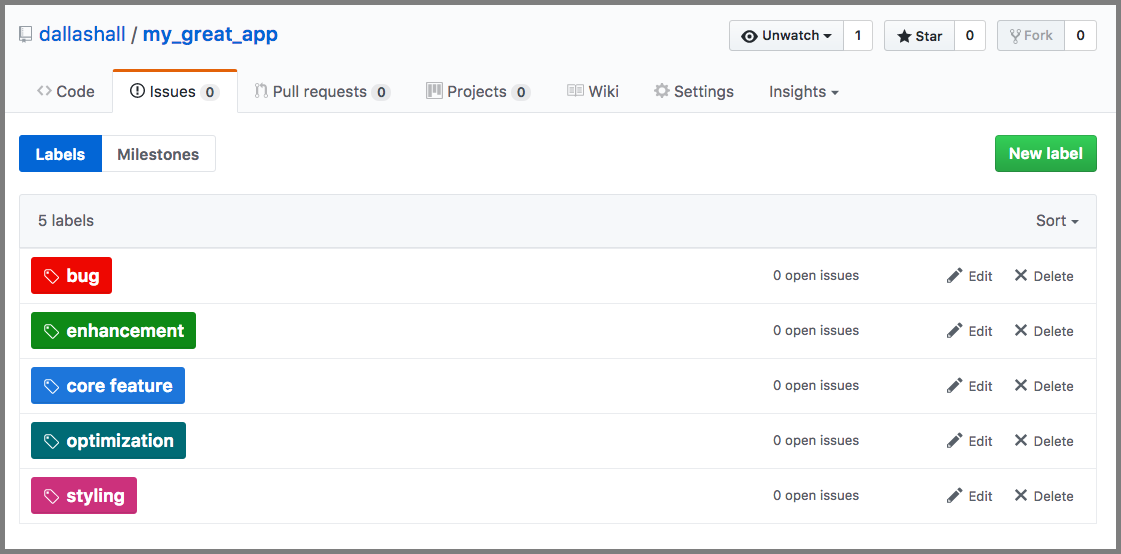 dallashall / my_great_app
Unwatch 1 Star 0 Fork 0
Code Issues 0 Pull requests 0 Projects 0 Wiki Settings Insights
Labels Milestones New label
5 labels Sort
bug 0 open issues Edit Delete
enhancement 0 open issues Edit Delete
core feature 0 open issues Edit Delete
optimization 0 open issues Edit Delete
styling 0 open issues Edit Delete